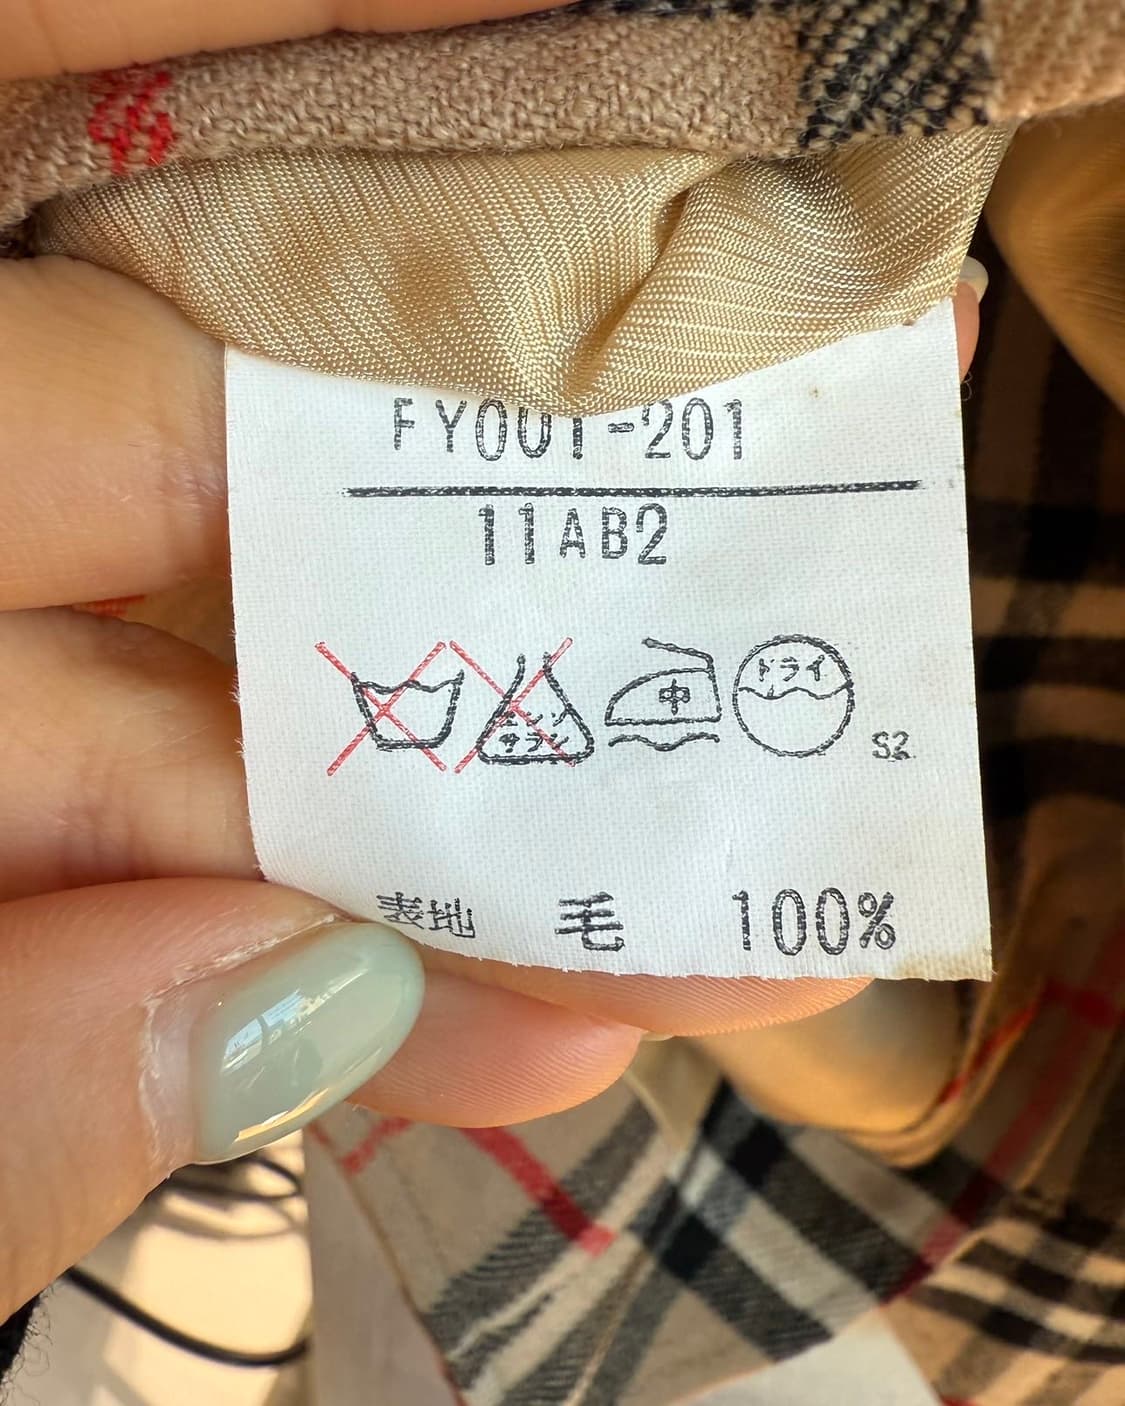 FY001-201
11AB2
エンソ
サラシ
中
ドライ
S2
表地 毛 100%